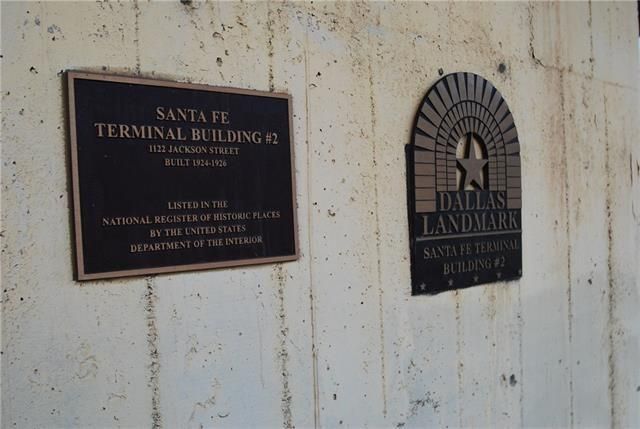 SANTA FE
TERMINAL BUILDING #2
1122 JACKSON STREET
BUILT 1924-1926
LISTED IN THE
NATIONAL REGISTER OF HISTORIC PLACES
BY THE UNITED STATES
DEPARTMENT OF THE INTERIOR
DALLAS
LANDMARK
SANTA FE TERMINAL
BUILDING #2